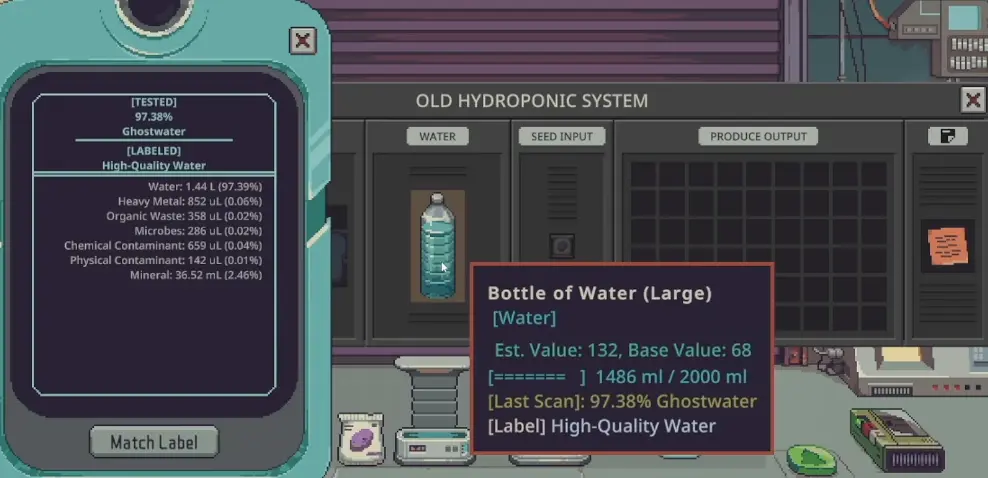 [TESTED]
97.38%
Ghostwater
[LABELED]
High-Quality Water
Water: 1.44 L (97.39%)
Heavy Metal: 852 uL (0.06%)
Organic Waste: 358 uL (0.02%)
Microbes: 286 uL (0.02%)
Chemical Contaminant: 659 uL (0.04%)
Physical Contaminant: 142 uL (0.01%)
Mineral: 36.52 mL (2.46%)
Match Label
OLD HYDROPONIC SYSTEM
WATER
SEED INPUT
PRODUCE OUTPUT
Bottle of Water (Large)
[Water]
Est. Value: 132, Base Value: 68
[======= ] 1486 ml / 2000 ml
[Last Scan]: 97.38% Ghostwater
[Label] High-Quality Water